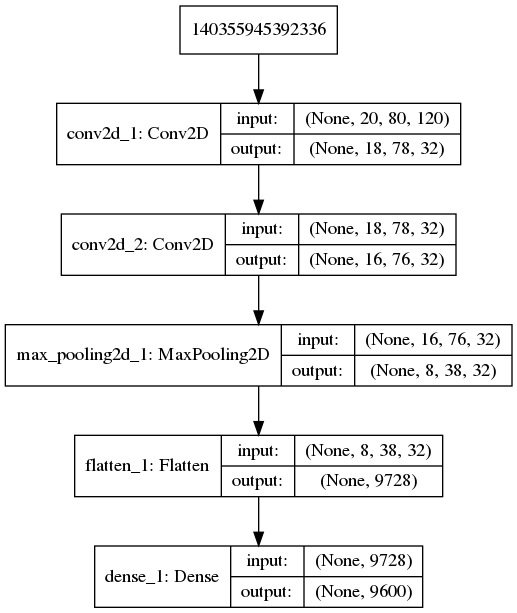 140355945392336
conv2d_1: Conv2D
input:
(None, 20, 80, 120)
output:
(None, 18, 78, 32)
conv2d_2: Conv2D
input:
(None, 18, 78, 32)
output:
(None, 16, 76, 32)
max_pooling2d_1: MaxPooling2D
input:
(None, 16, 76, 32)
output:
(None, 8, 38, 32)
flatten_1: Flatten
input:
(None, 8, 38, 32)
output:
(None, 9728)
dense_1: Dense
input:
(None, 9728)
output:
(None, 9600)